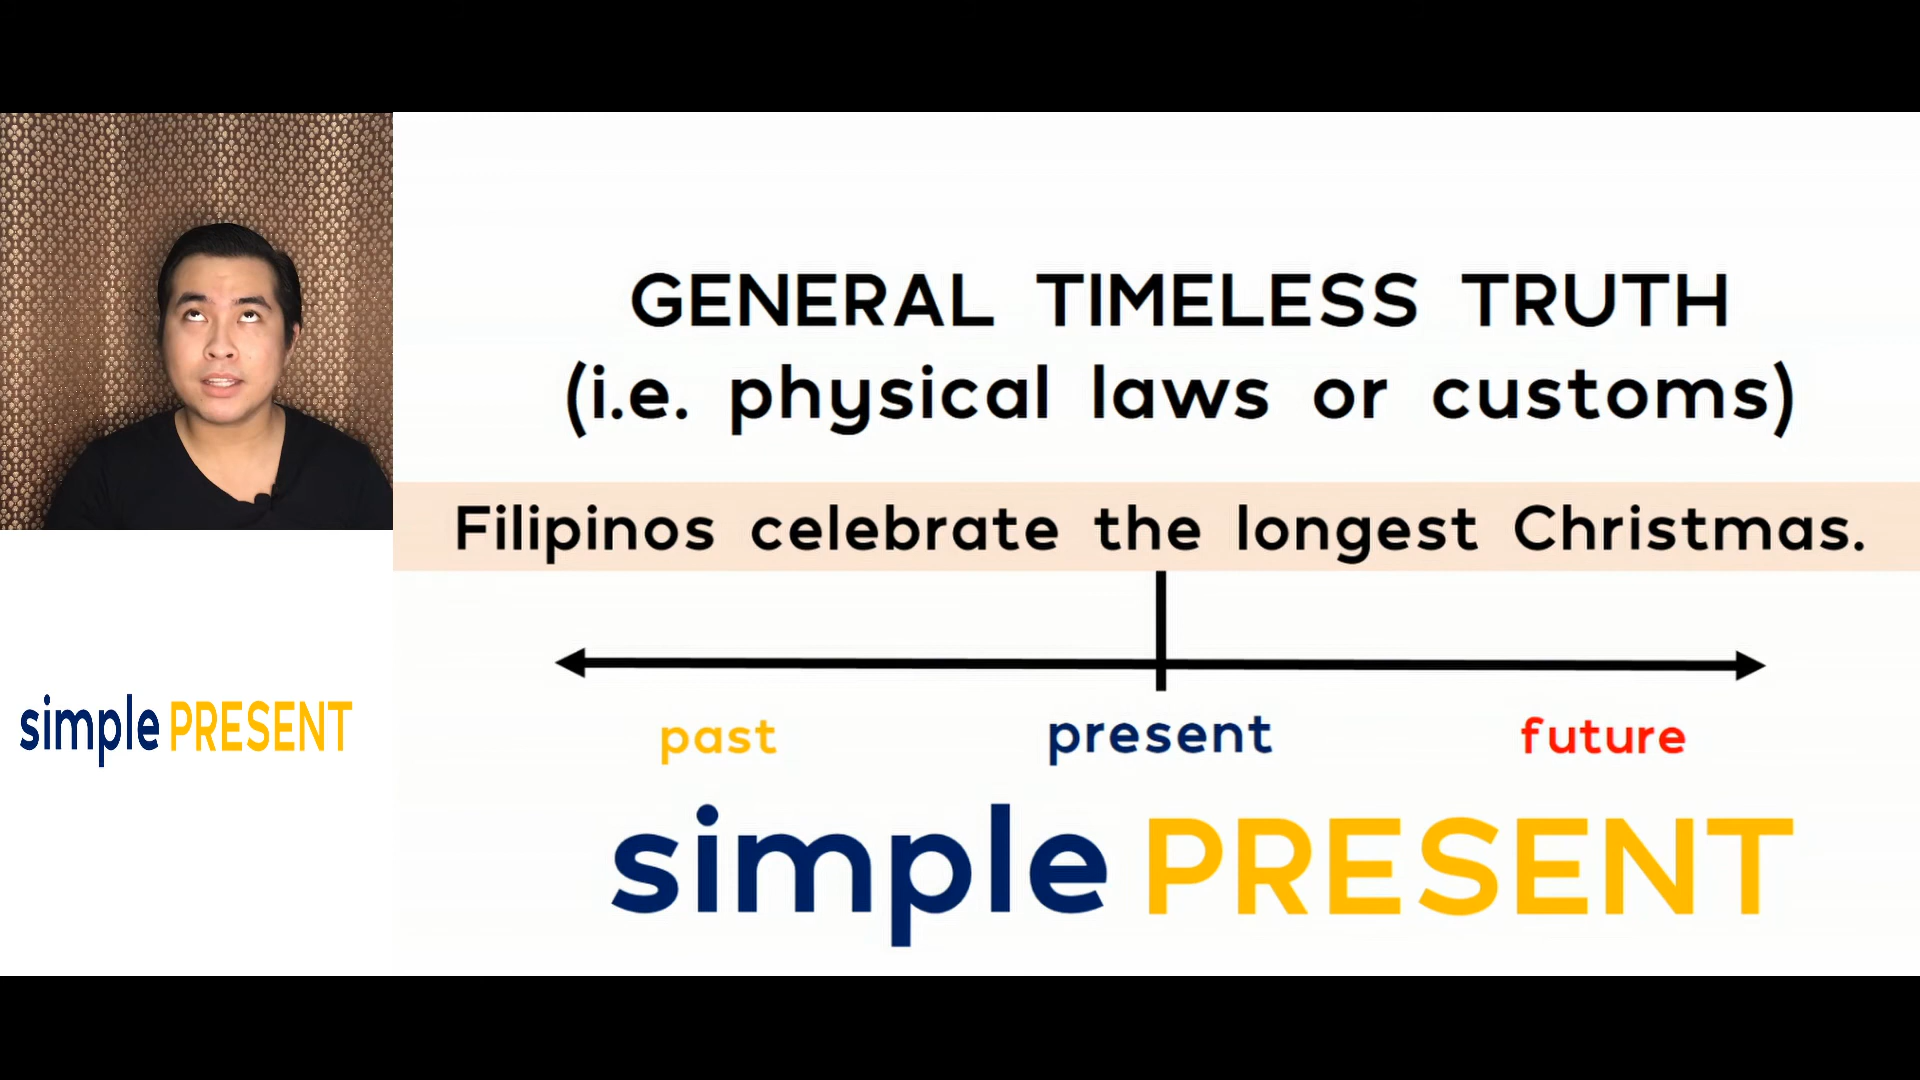 GENERAL TIMELESS TRUTH
(i.e. physical laws or customs)
Filipinos celebrate the longest Christmas.
past present future
simple PRESENT
simple PRESENT